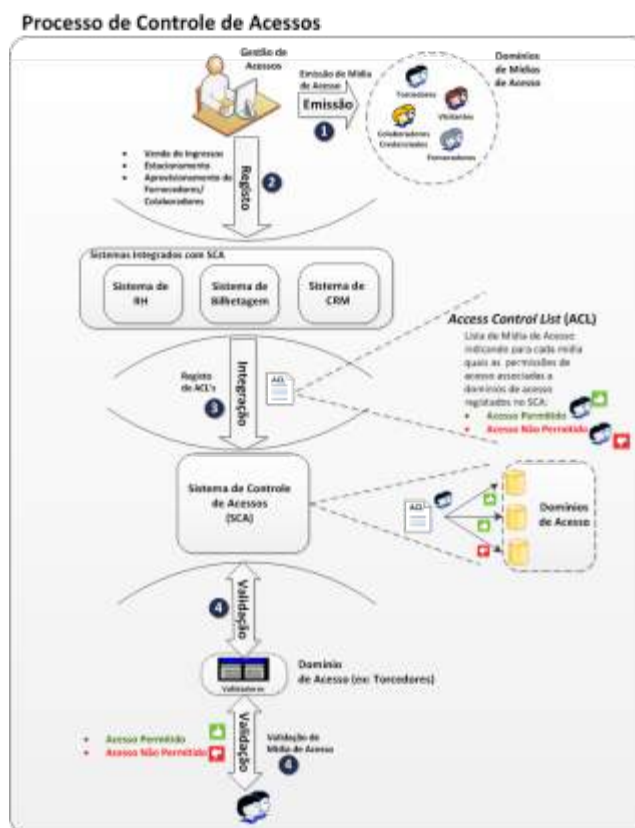 Processo de Controle de Acessos
Gestão de
Acessos
Emissão de Mídia
de Acesso
Emissão
1
Domínios
de Mídias
de Acesso
Torcedores
Visitantes
Colaboradores
Credenciados
Fornecedores
• Venda de Ingressos
• Estacionamento
• Aprovisionamento de
Fornecedores/
Colaboradores
Registo
2
Sistemas Integrados com SCA
Sistema de
RH
Sistema de
Bilhetagem
Sistema de
CRM
Access Control List (ACL)
Lista de Mídia de Acesso
indicando para cada mídia
quais as permissões de
acesso associadas a
domínios de acesso
registados no SCA:
• Acesso Permitido
• Acesso Não Permitido
Registo
de ACL's
3
Integração
ACL
Sistema de Controle
de Acessos
(SCA)
ACL
Domínios
de Acesso
4
Validação
Validadores
Domínio
de Acesso (ex: Torcedores)
• Acesso Permitido
• Acesso Não Permitido
Validação
Validação de
Mídia de Acesso
4